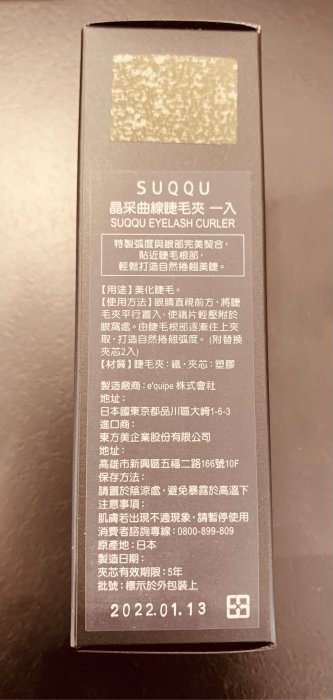 SUQQU
晶采曲線睫毛夾 一入
SUQQU EYELASH CURLER
特製弧度與眼部完美契合，
貼近睫毛根部，
輕鬆打造自然捲翹美睫。
【用途】美化睫毛。
【使用方法】眼睛直視前方，將睫
毛夾平行置入，使鐵片輕壓附於
眼窩處。由睫毛根部逐漸往上夾
取，打造自然捲翹弧度。(附替換
夾芯2入)
【材質】睫毛夾：鐵，夾芯：塑膠
製造廠商：e'quipe 株式會社
地址：
日本國東京都品川區大崎1-6-3
進口商：
東方美企業股份有限公司
地址：
高雄市新興區五福二路166號10F
保存方法：
請置於陰涼處，避免暴露於高溫下
注意事項：
肌膚若出現不適現象，請暫停使用
消費者諮詢專線：0800-899-809
原產地：日本
製造日期：
夾芯有效期限：5年
批號：標示於外包裝上
2022.01.13